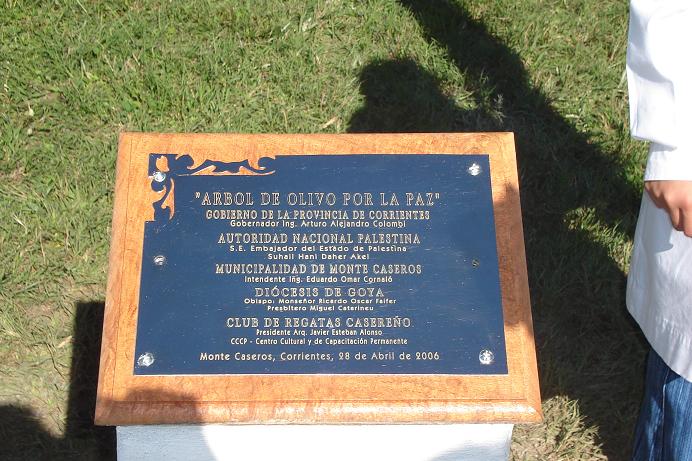 "ARBOL DE OLIVO POR LA PAZ"
GOBIERNO DE LA PROVINCIA DE CORRIENTES
Gobernador Ing. Arturo Alejandro Colombi
AUTORIDAD NACIONAL PALESTINA
S.E. Embajador del Estado de Palestina
Suhail Hani Daher Akel
MUNICIPALIDAD DE MONTE CASEROS
Intendente Ing. Eduardo Omar Cornaló
DIÓCESIS DE GOYA
Obispo: Monseñor Ricardo Oscar Faifer
Presbitero Miguel Catarineu
CLUB DE REGATAS CASEREÑO
Presidente Arq. Javier Esteban Alonso
CCCP - Centro Cultural y de Capacitación Permanente
Monte Caseros, Corrientes, 28 de Abril de 2006